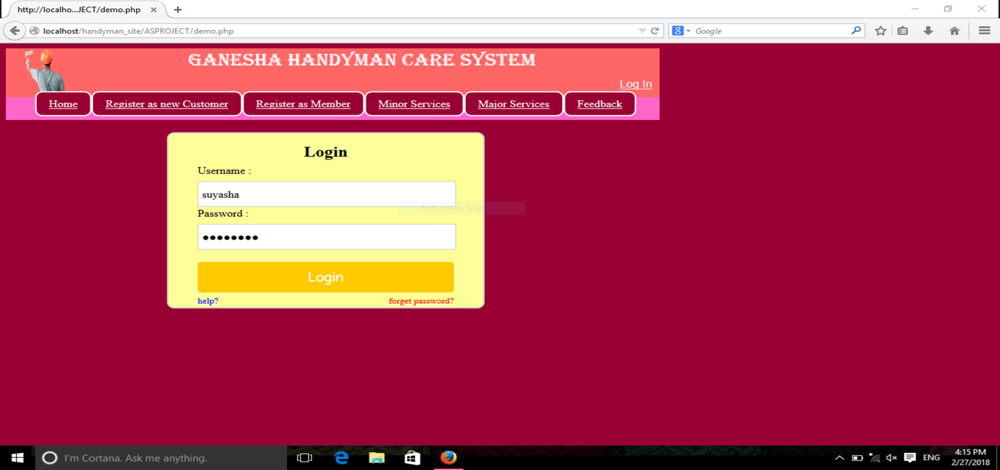 http://localho...JECT/demo.php × +
localhost/handyman_site/ASPROJECT/demo.php
8 Google
GANESHA HANDYMAN CARE SYSTEM
Log In
Home Register as new Customer Register as Member Minor Services Major Services Feedback
Login
Username :
suyasha
Full-screen Snip
Password :
●●●●●●●●
Login
help? forget password?
I'm Cortana. Ask me anything.
ENG
4:15 PM
2/27/2018